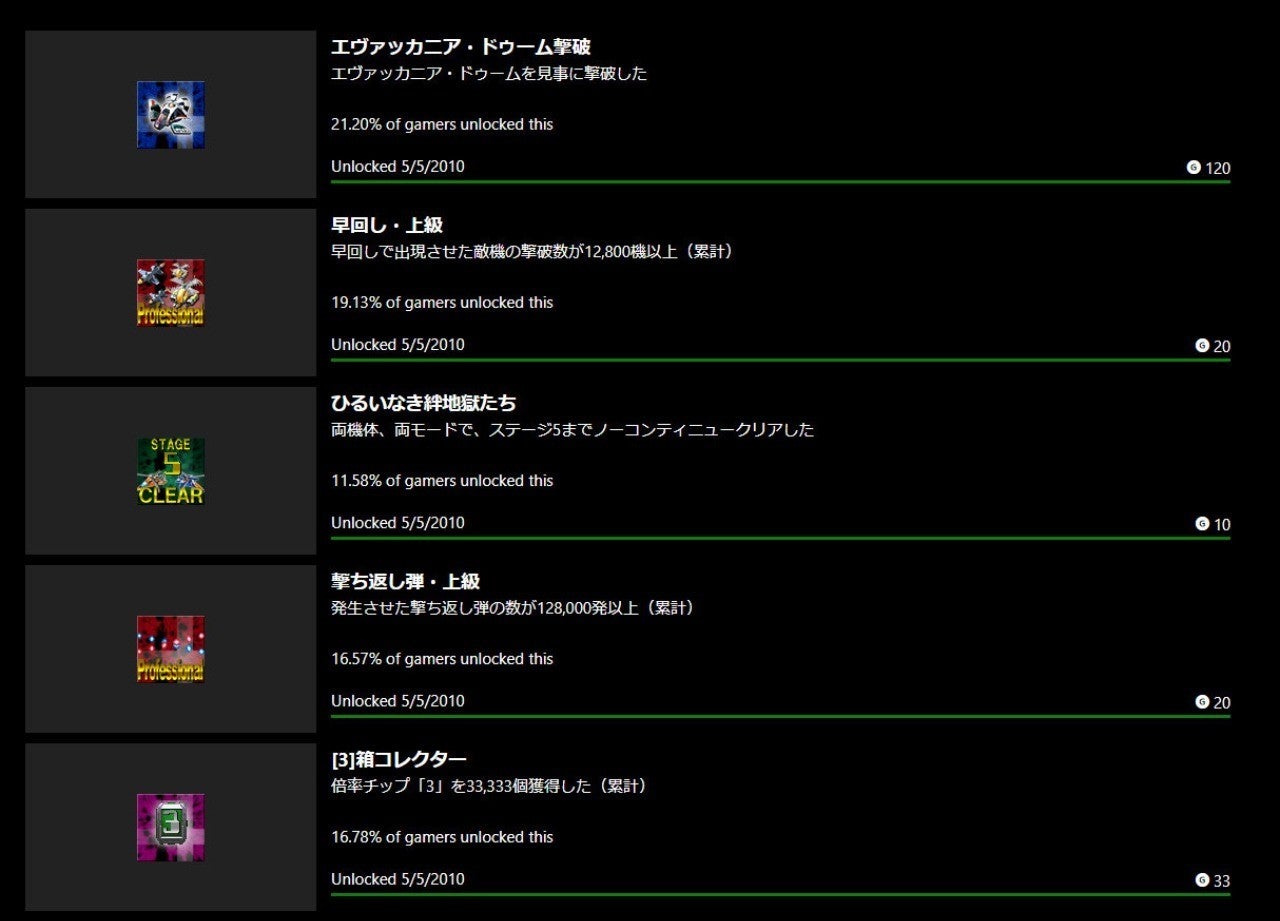 エヴァッカニア・ドゥーム撃破
エヴァッカニア・ドゥームを見事に撃破した
21.20% of gamers unlocked this
Unlocked 5/5/2010
G 120
早回し・上級
早回しで出現させた敵機の撃破数が12,800機以上（累計）
Professional
19.13% of gamers unlocked this
Unlocked 5/5/2010
G 20
ひるいなき絆地獄たち
両機体、両モードで、ステージ5までノーコンティニュークリアした
STAGE
5
CLEAR
11.58% of gamers unlocked this
Unlocked 5/5/2010
G 10
撃ち返し弾・上級
発生させた撃ち返し弾の数が128,000発以上（累計）
Professional
16.57% of gamers unlocked this
Unlocked 5/5/2010
G 20
[3]箱コレクター
倍率チップ「3」を33,333個獲得した（累計）
3
16.78% of gamers unlocked this
Unlocked 5/5/2010
G 33